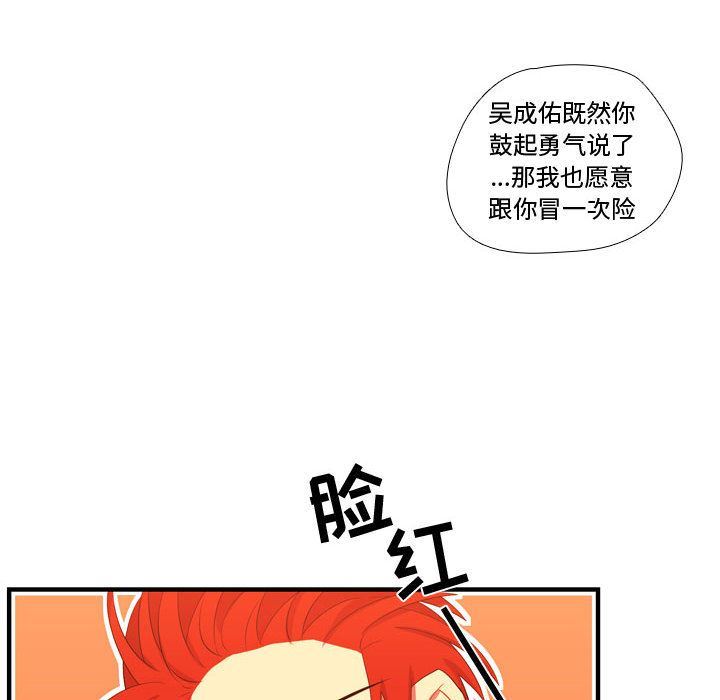 吴成佑既然你
鼓起勇气说了
...那我也愿意
跟你冒一次险
脸红